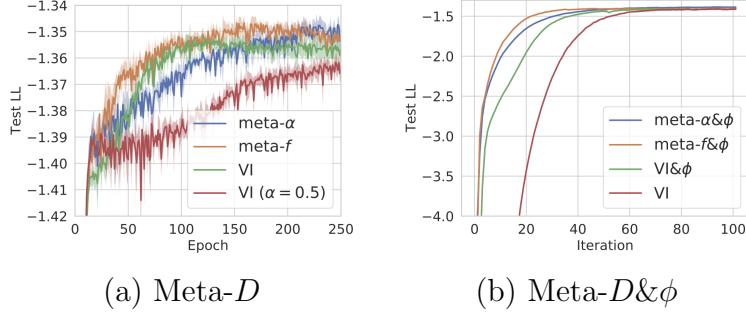 −1.34
−1.35
−1.36
−1.37
−1.38
−1.39
−1.40
−1.41
−1.42
Test LL
0 50 100 150 200 250
Epoch
meta-α
meta-f
VI
VI (α = 0.5)
(a) Meta-D
−1.5
−2.0
−2.5
−3.0
−3.5
−4.0
Test LL
0 20 40 60 80 100
Iteration
meta-α&ϕ
meta-f&ϕ
VI&ϕ
VI
(b) Meta-D&ϕ